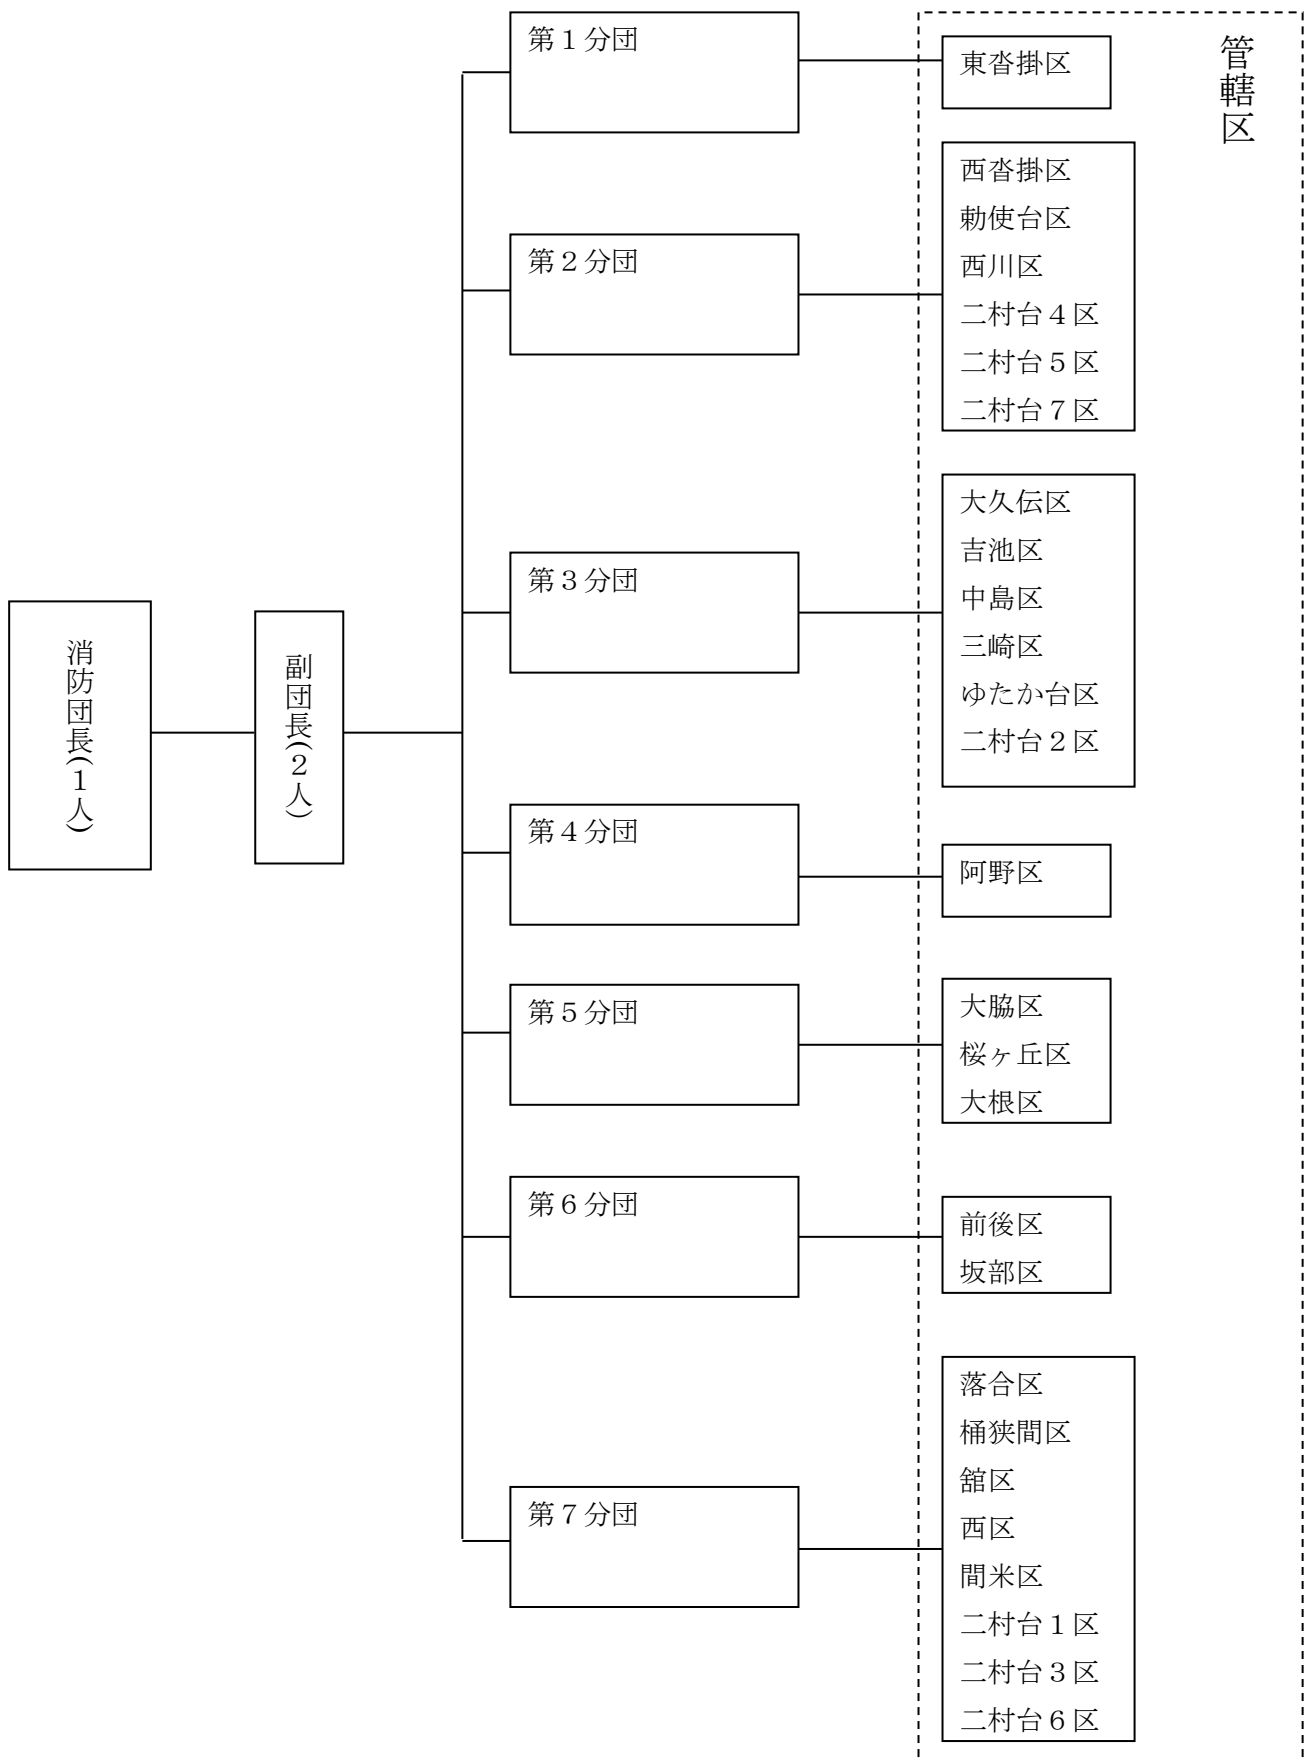 消防団長(１人)
副団長(２人)
第１分団
第２分団
第３分団
第４分団
第５分団
第６分団
第７分団
管轄区
東沓掛区
西沓掛区
勅使台区
西川区
二村台４区
二村台５区
二村台７区
大久伝区
吉池区
中島区
三崎区
ゆたか台区
二村台２区
阿野区
大脇区
桜ヶ丘区
大根区
前後区
坂部区
落合区
桶狭間区
舘区
西区
間米区
二村台１区
二村台３区
二村台６区